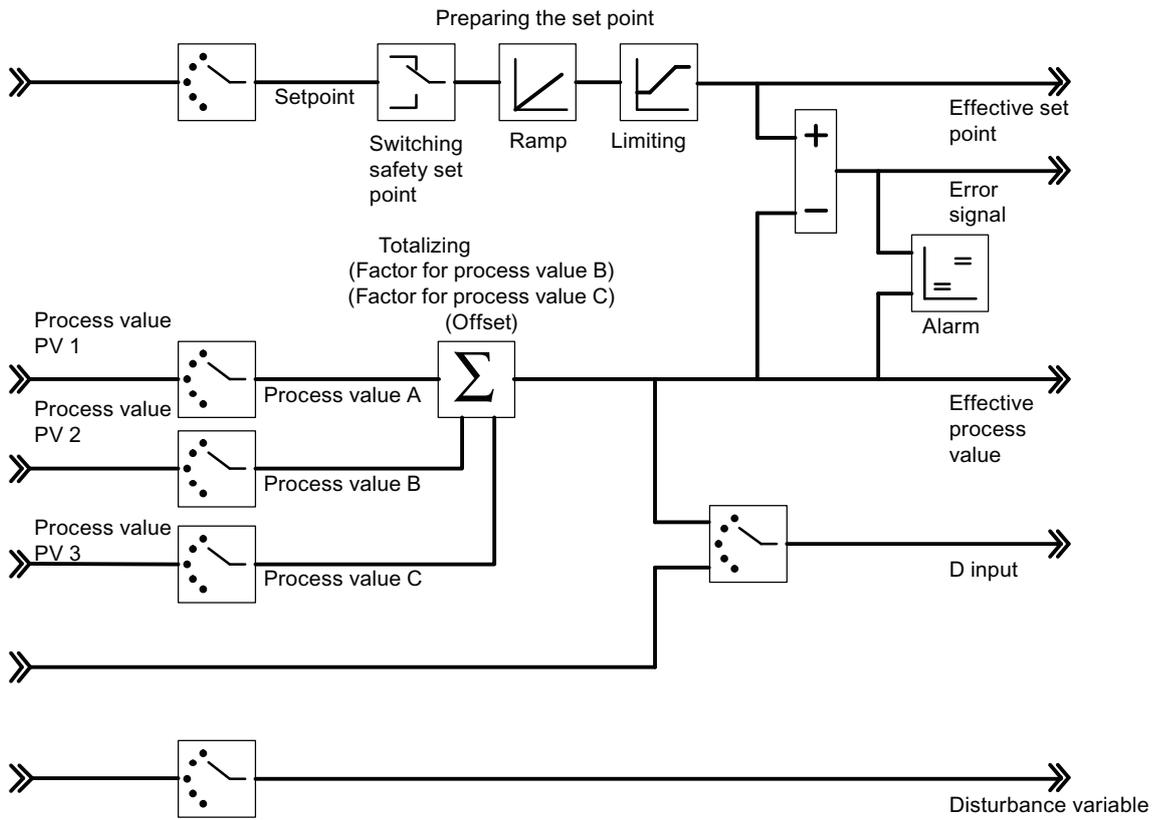 Preparing the set point
Setpoint
Switching
safety set
point
Ramp
Limiting
+
−
Effective set
point
Error
signal
Alarm
Totalizing
(Factor for process value B)
(Factor for process value C)
(Offset)
Σ
Process value
PV 1
Process value A
Process value
PV 2
Process value B
Process value
PV 3
Process value C
Effective
process
value
D input
Disturbance variable